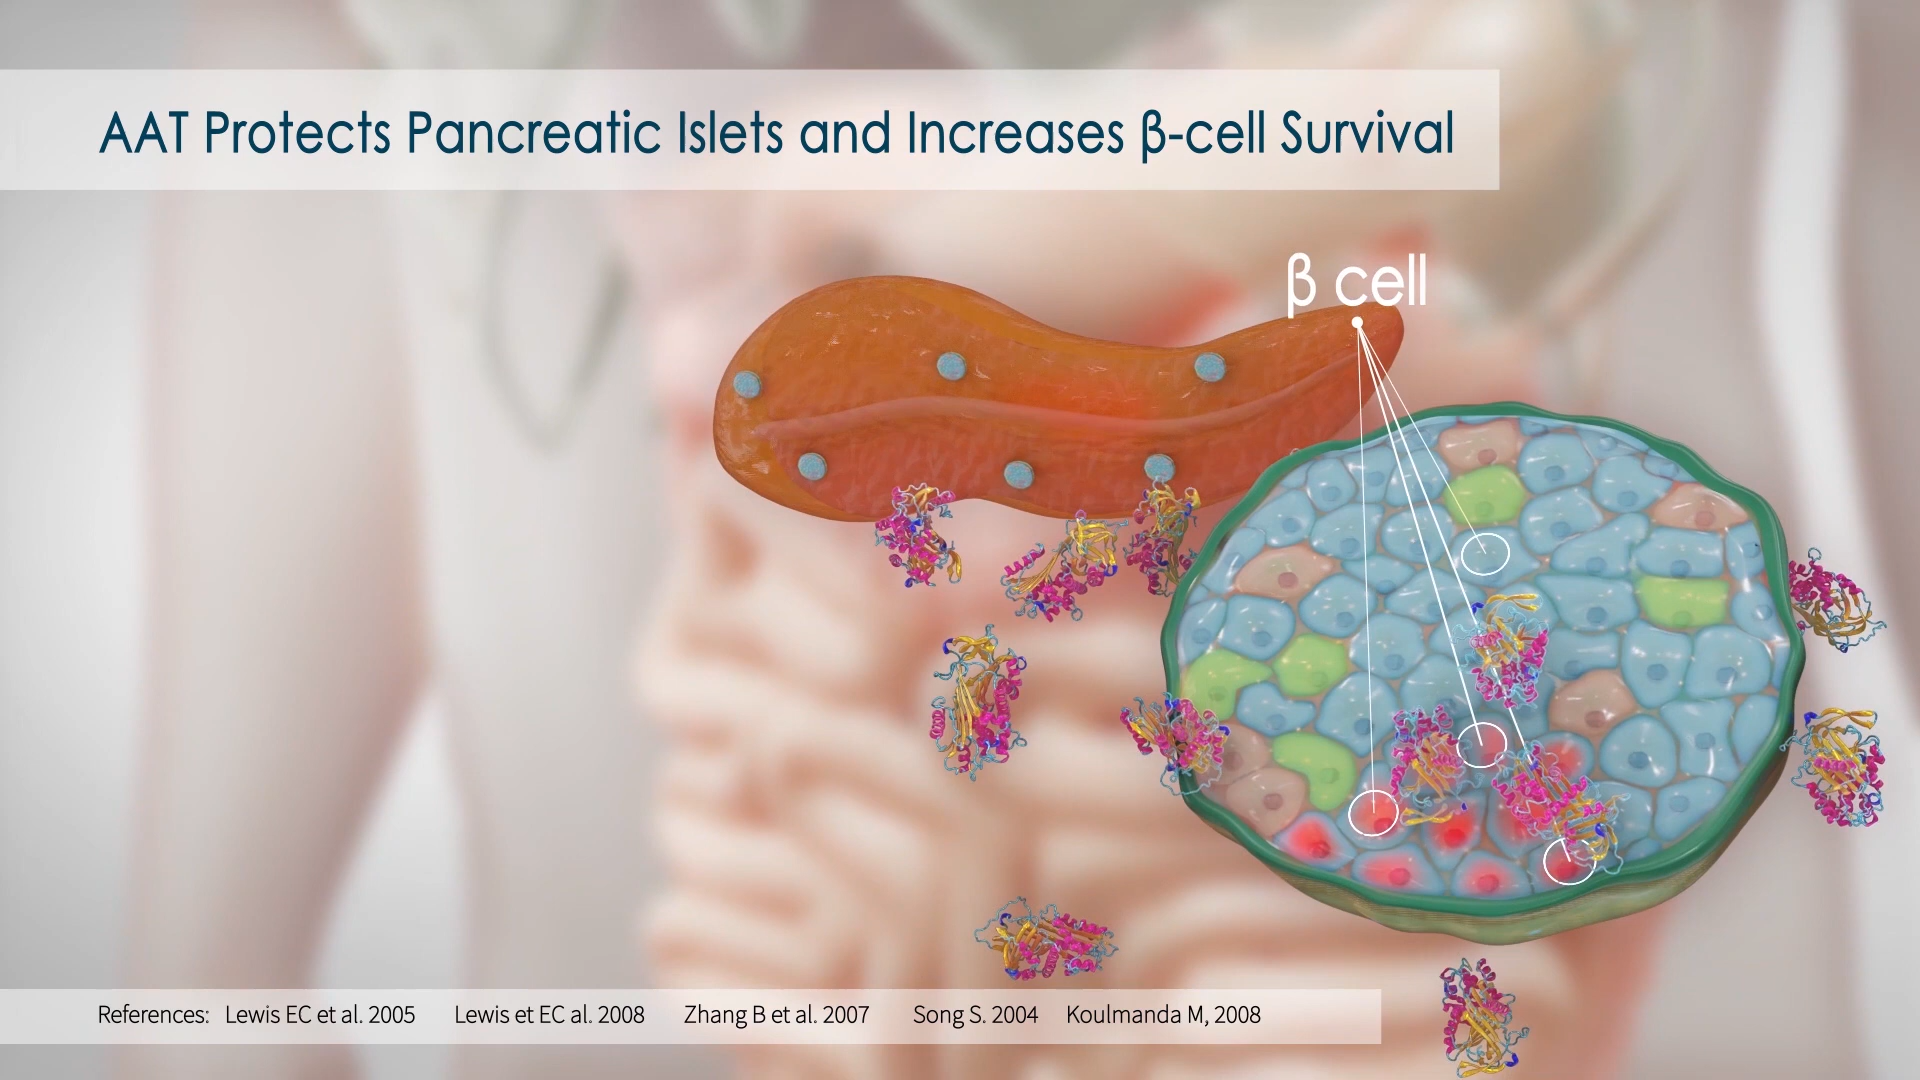 AAT Protects Pancreatic Islets and Increases β-cell Survival
β cell
References: Lewis EC et al. 2005 Lewis et EC al. 2008 Zhang B et al. 2007 Song S. 2004 Koulmanda M, 2008